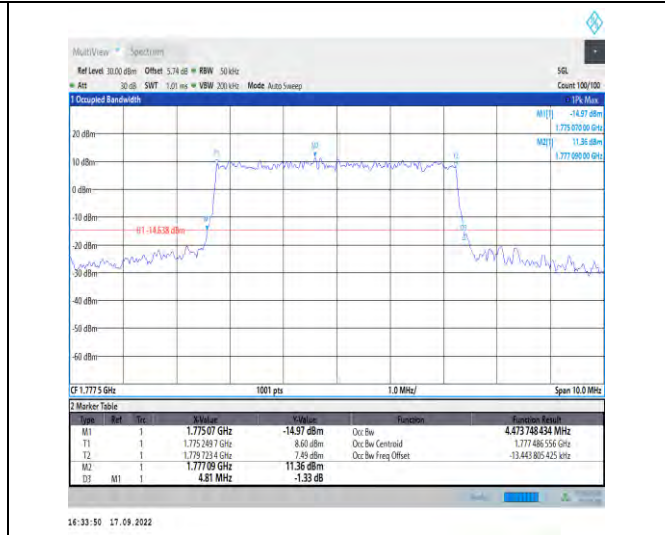 MultiView Spectrum
Ref Level 30.00 dBm Offset 5.74 dB RBW 50 kHz SGL
Att 30 dB SWT 1.01 ms VBW 200 kHz Mode Auto Sweep Count 100/100
1 Occupied Bandwidth 1Pk Max
M1[1] -14.97 dBm
1.775 070 00 GHz
M2[1] 11.36 dBm
1.777 090 00 GHz
20 dBm
10 dBm
0 dBm
-10 dBm
H1 -14.638 dBm
-20 dBm
-30 dBm
-40 dBm
-50 dBm
-60 dBm
T1
M2
T2
CF 1.7775 GHz 1001 pts 1.0 MHz/ Span 10.0 MHz
2 Marker Table
Type Ref Trc X-Value Y-Value Function Function Result
M1 1 1.77507 GHz -14.97 dBm Occ Bw 4.473 748 434 MHz
T1 1 1.775 249 7 GHz 8.60 dBm Occ Bw Centroid 1.777 486 556 GHz
T2 1 1.779 723 4 GHz 7.49 dBm Occ Bw Freq Offset -13.443 805 425 kHz
M2 1 1.77709 GHz 11.36 dBm
D3 M1 1 4.81 MHz -1.33 dB
Ready
16:33:50 17.09.2022